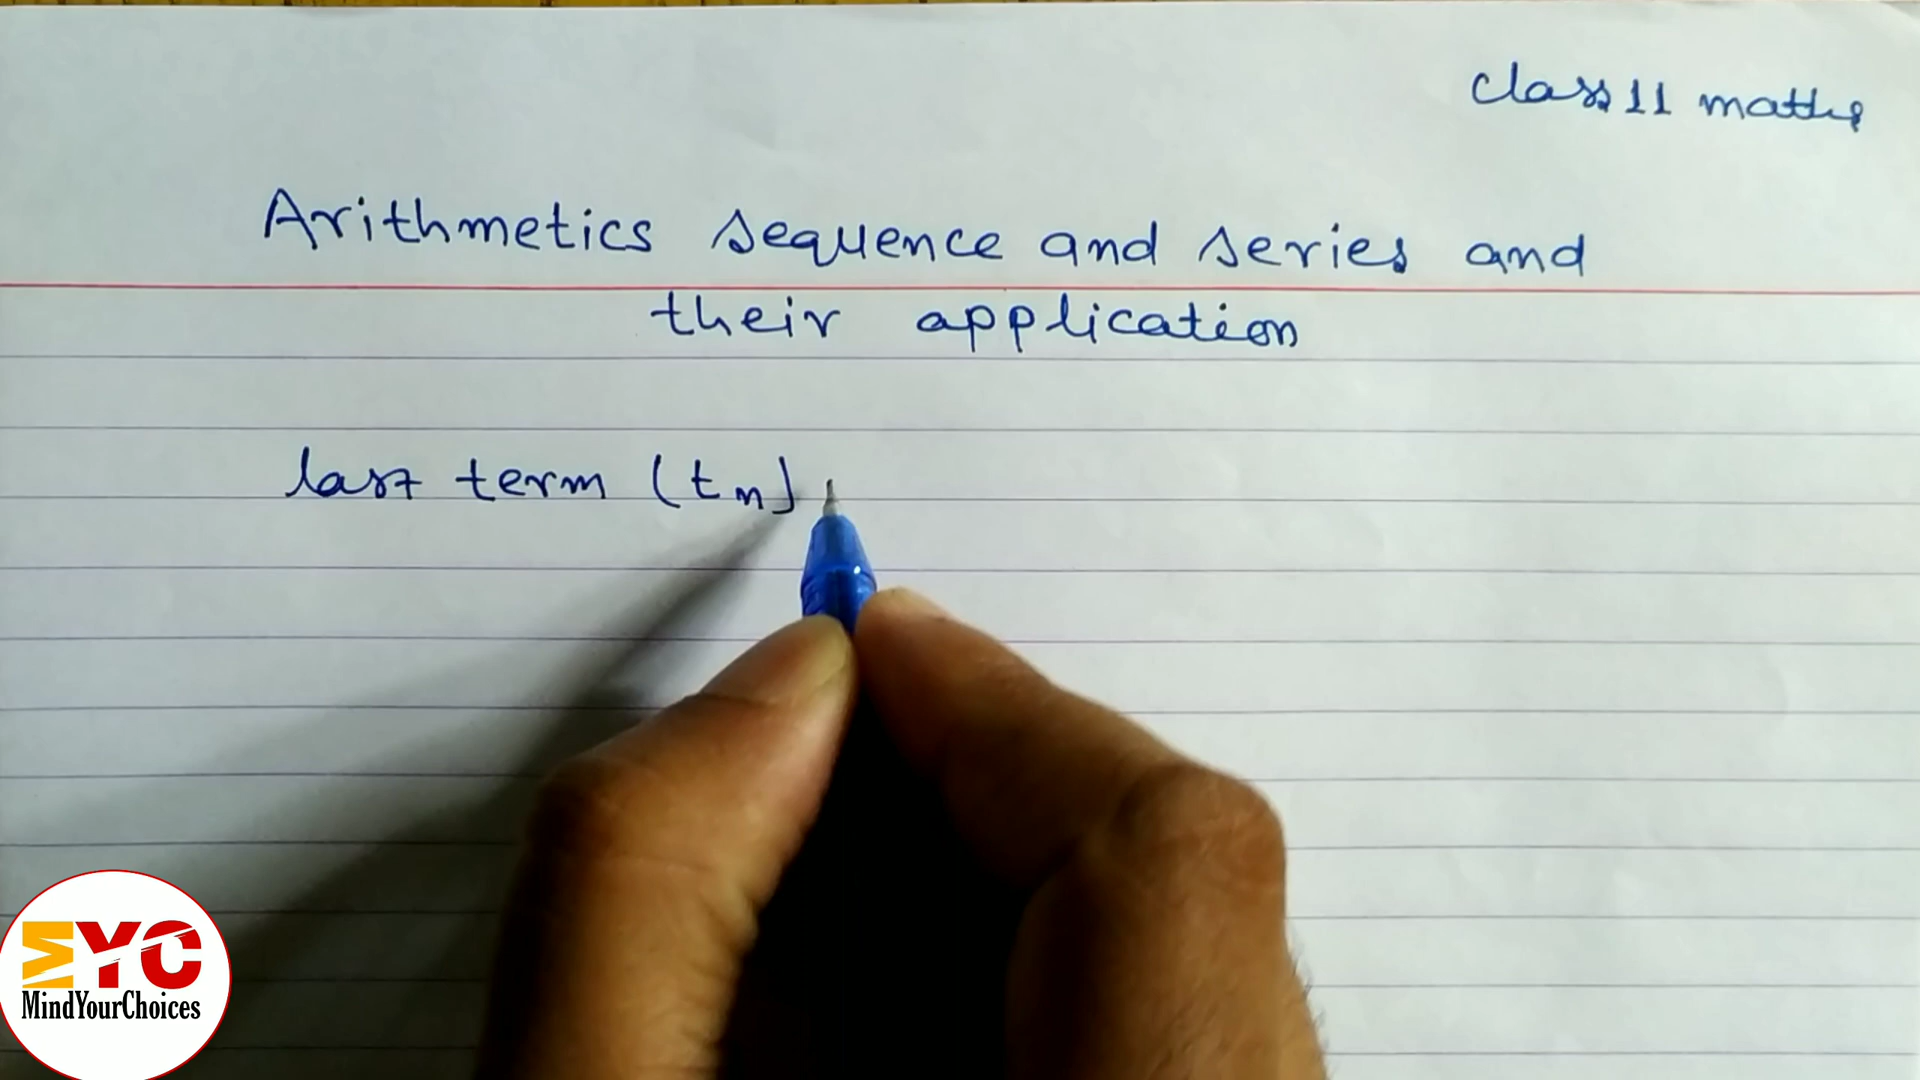 class 11 maths
Arithmetics sequence and series and
their application
last term (tn)
MYC
MindYourChoices